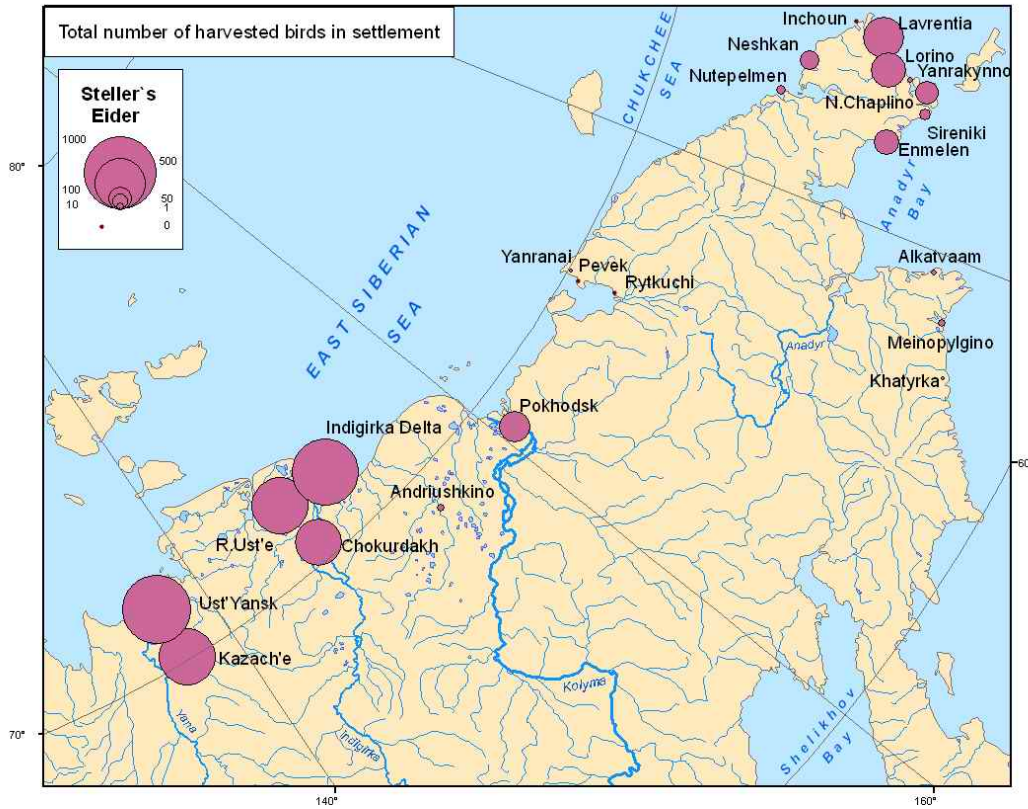 Total number of harvested birds in settlement
Steller`s
Eider
1000
500
100
50
10
1
0
Inchoun
Lavrentia
Neshkan
Lorino
Yanrakynno
Nutepelmen
N.Chaplino
Sireniki
Enmelen
CHUKCHEE
SEA
Anadyr
Bay
80°
EAST SIBERIAN
SEA
Yanranai
Pevek
Rytkuchi
Alkatvaam
Anadyr
Meinopylgino
Khatyrka
Pokhodsk
Indigirka Delta
60
Andriushkino
R.Ust'e
Chokurdakh
Ust'Yansk
Kazach'e
Kolyma
Yana
Indigirka
Shelikhov
Bay
70°
140°
160°